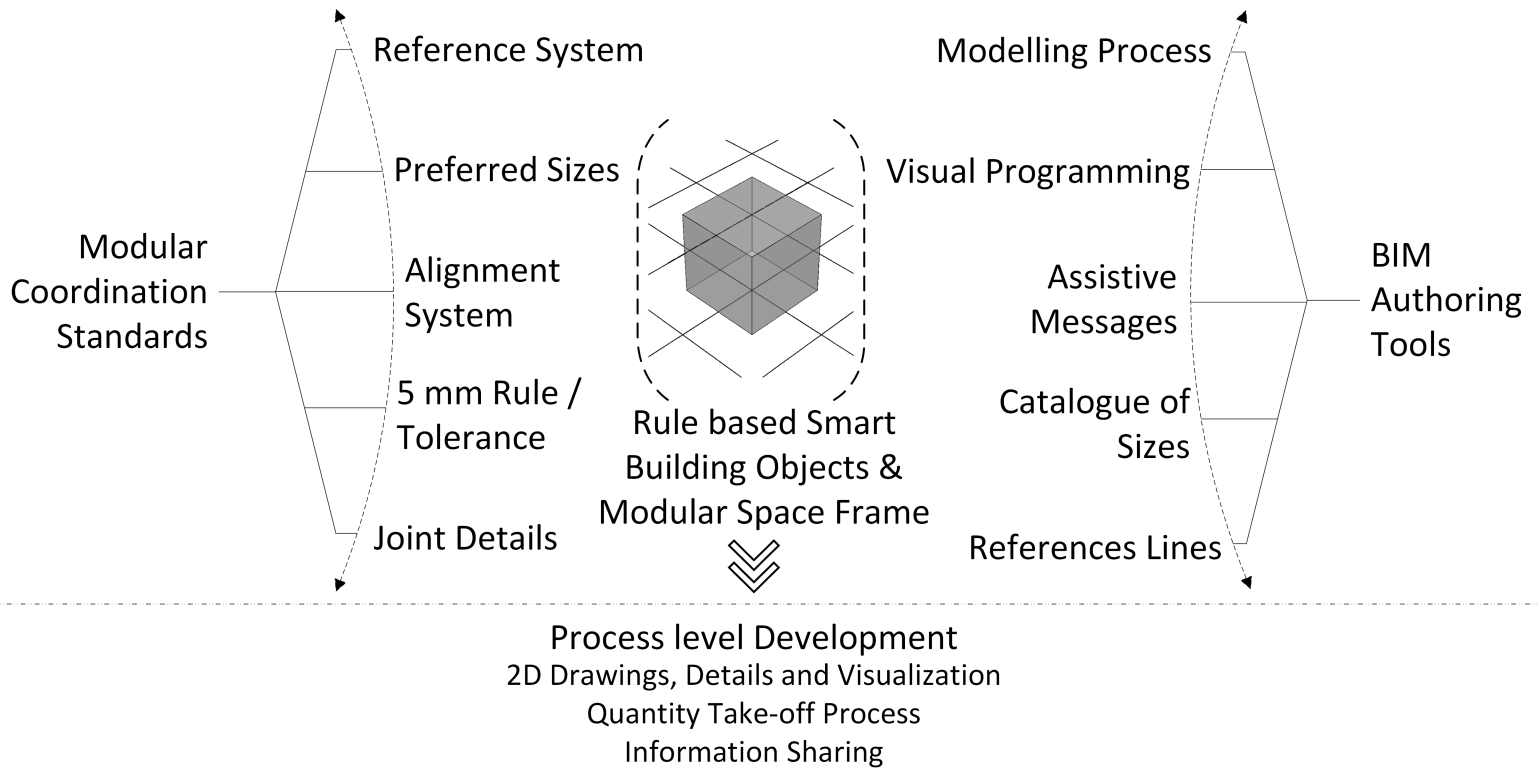 Modular
Coordination
Standards
Reference System
Preferred Sizes
Alignment
System
5 mm Rule /
Tolerance
Joint Details
Rule based Smart
Building Objects &
Modular Space Frame
Modelling Process
Visual Programming
Assistive
Messages
Catalogue of
Sizes
References Lines
BIM
Authoring
Tools
Process level Development
2D Drawings, Details and Visualization
Quantity Take-off Process
Information Sharing